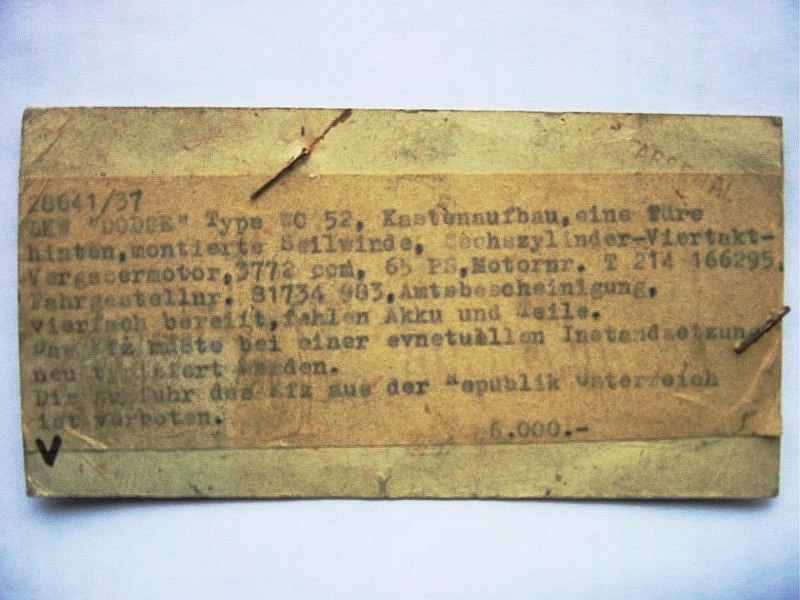 ARSENAL
28641/37
LKW "DODGE" Type WC 52, Kastenaufbau,eine Türe
hinten,montierte Seilwinde, Sechszylinder-Viertakt-
Vergasermotor,3772 ccm, 65 PS,Motornr. T 214 166295,
Fahrgestellnr. 81734 983,Amtsbescheinigung,
vierfach bereift,fehlen Akku und Teile.
Das Kfz müßte bei einer evnetuellen Instandsetzung
neu typisiert werden.
Die Ausfuhr des Kfz aus der Republik Österreich
ist verboten.
6.000.-
V